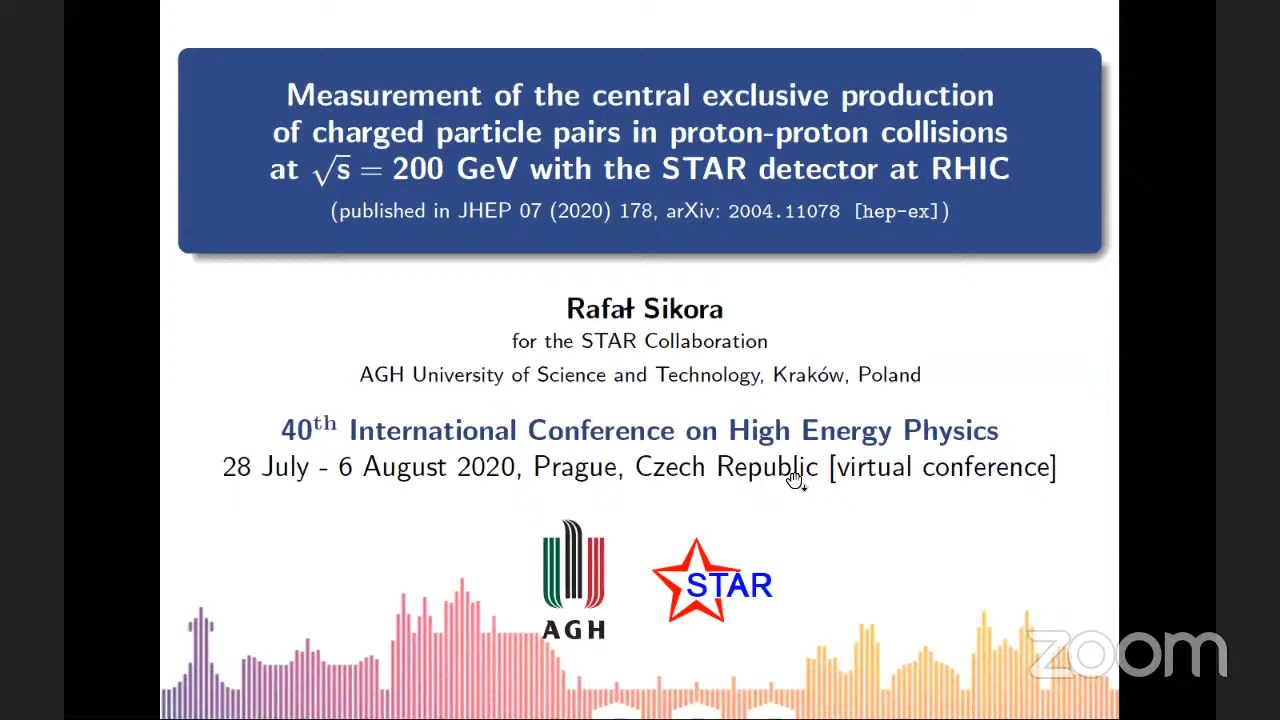 Measurement of the central exclusive production
of charged particle pairs in proton-proton collisions
at √s = 200 GeV with the STAR detector at RHIC
(published in JHEP 07 (2020) 178, arXiv: 2004.11078 [hep-ex])
Rafał Sikora
for the STAR Collaboration
AGH University of Science and Technology, Kraków, Poland
40th International Conference on High Energy Physics
28 July - 6 August 2020, Prague, Czech Republic [virtual conference]
STAR
AGH
zoom